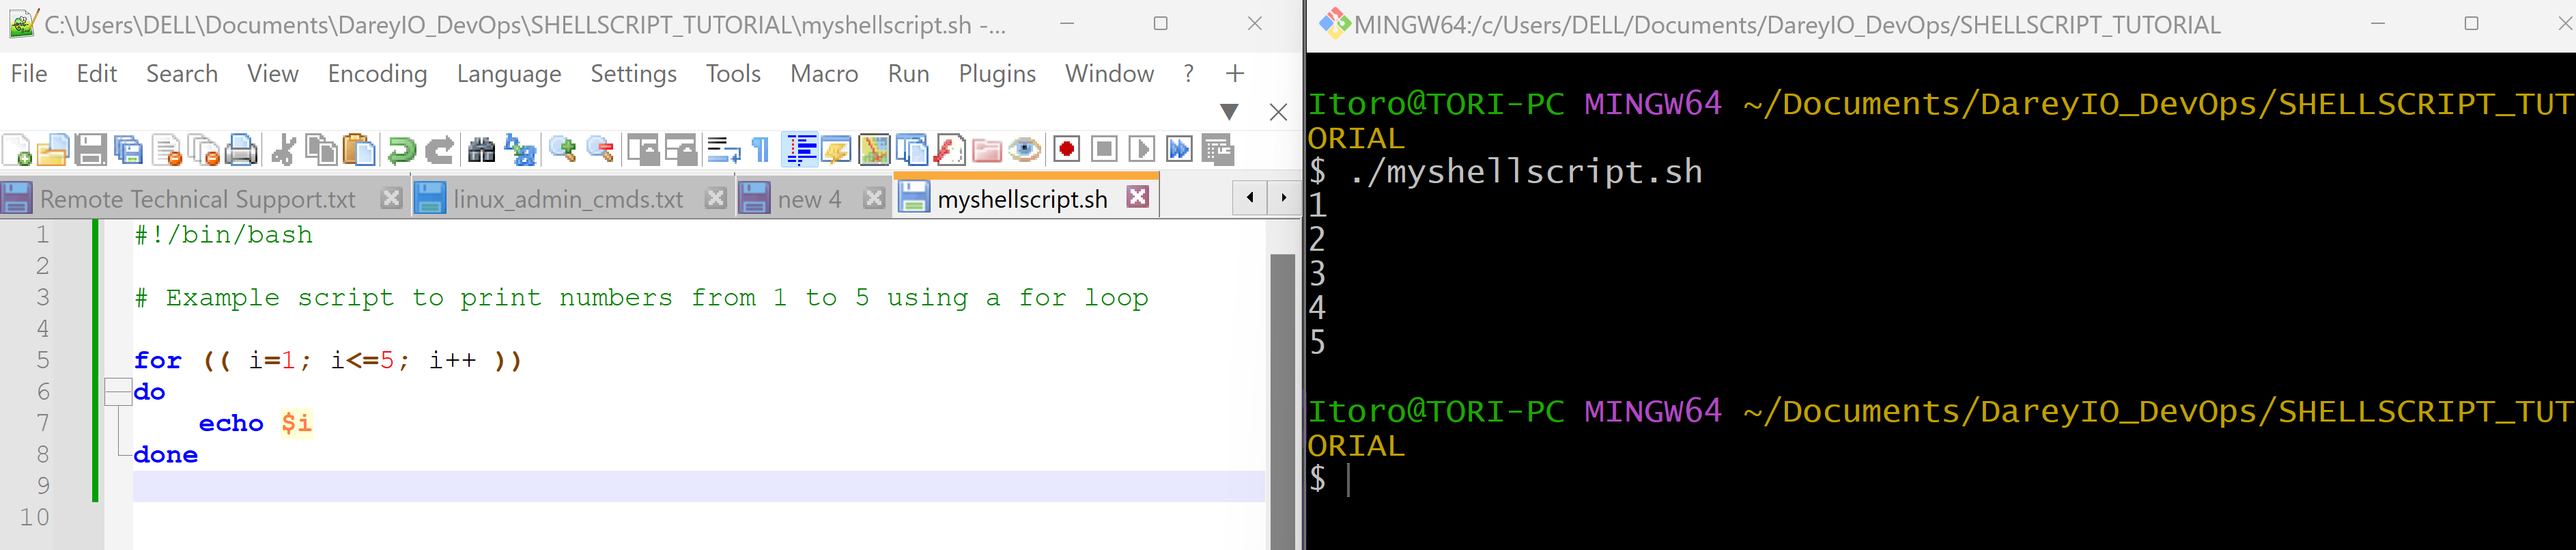 C:\Users\DELL\Documents\DareyIO_DevOps\SHELLSCRIPT_TUTORIAL\myshellscript.sh -...
File Edit Search View Encoding Language Settings Tools Macro Run Plugins Window ? +
Remote Technical Support.txt linux_admin_cmds.txt new 4 myshellscript.sh
1 #!/bin/bash
2
3 # Example script to print numbers from 1 to 5 using a for loop
4
5 for (( i=1; i<=5; i++ ))
6 do
7 echo $i
8 done
9
10
MINGW64:/c/Users/DELL/Documents/DareyIO_DevOps/SHELLSCRIPT_TUTORIAL
Itoro@TORI-PC MINGW64 ~/Documents/DareyIO_DevOps/SHELLSCRIPT_TUT
ORIAL
$ ./myshellscript.sh
1
2
3
4
5
Itoro@TORI-PC MINGW64 ~/Documents/DareyIO_DevOps/SHELLSCRIPT_TUT
ORIAL
$